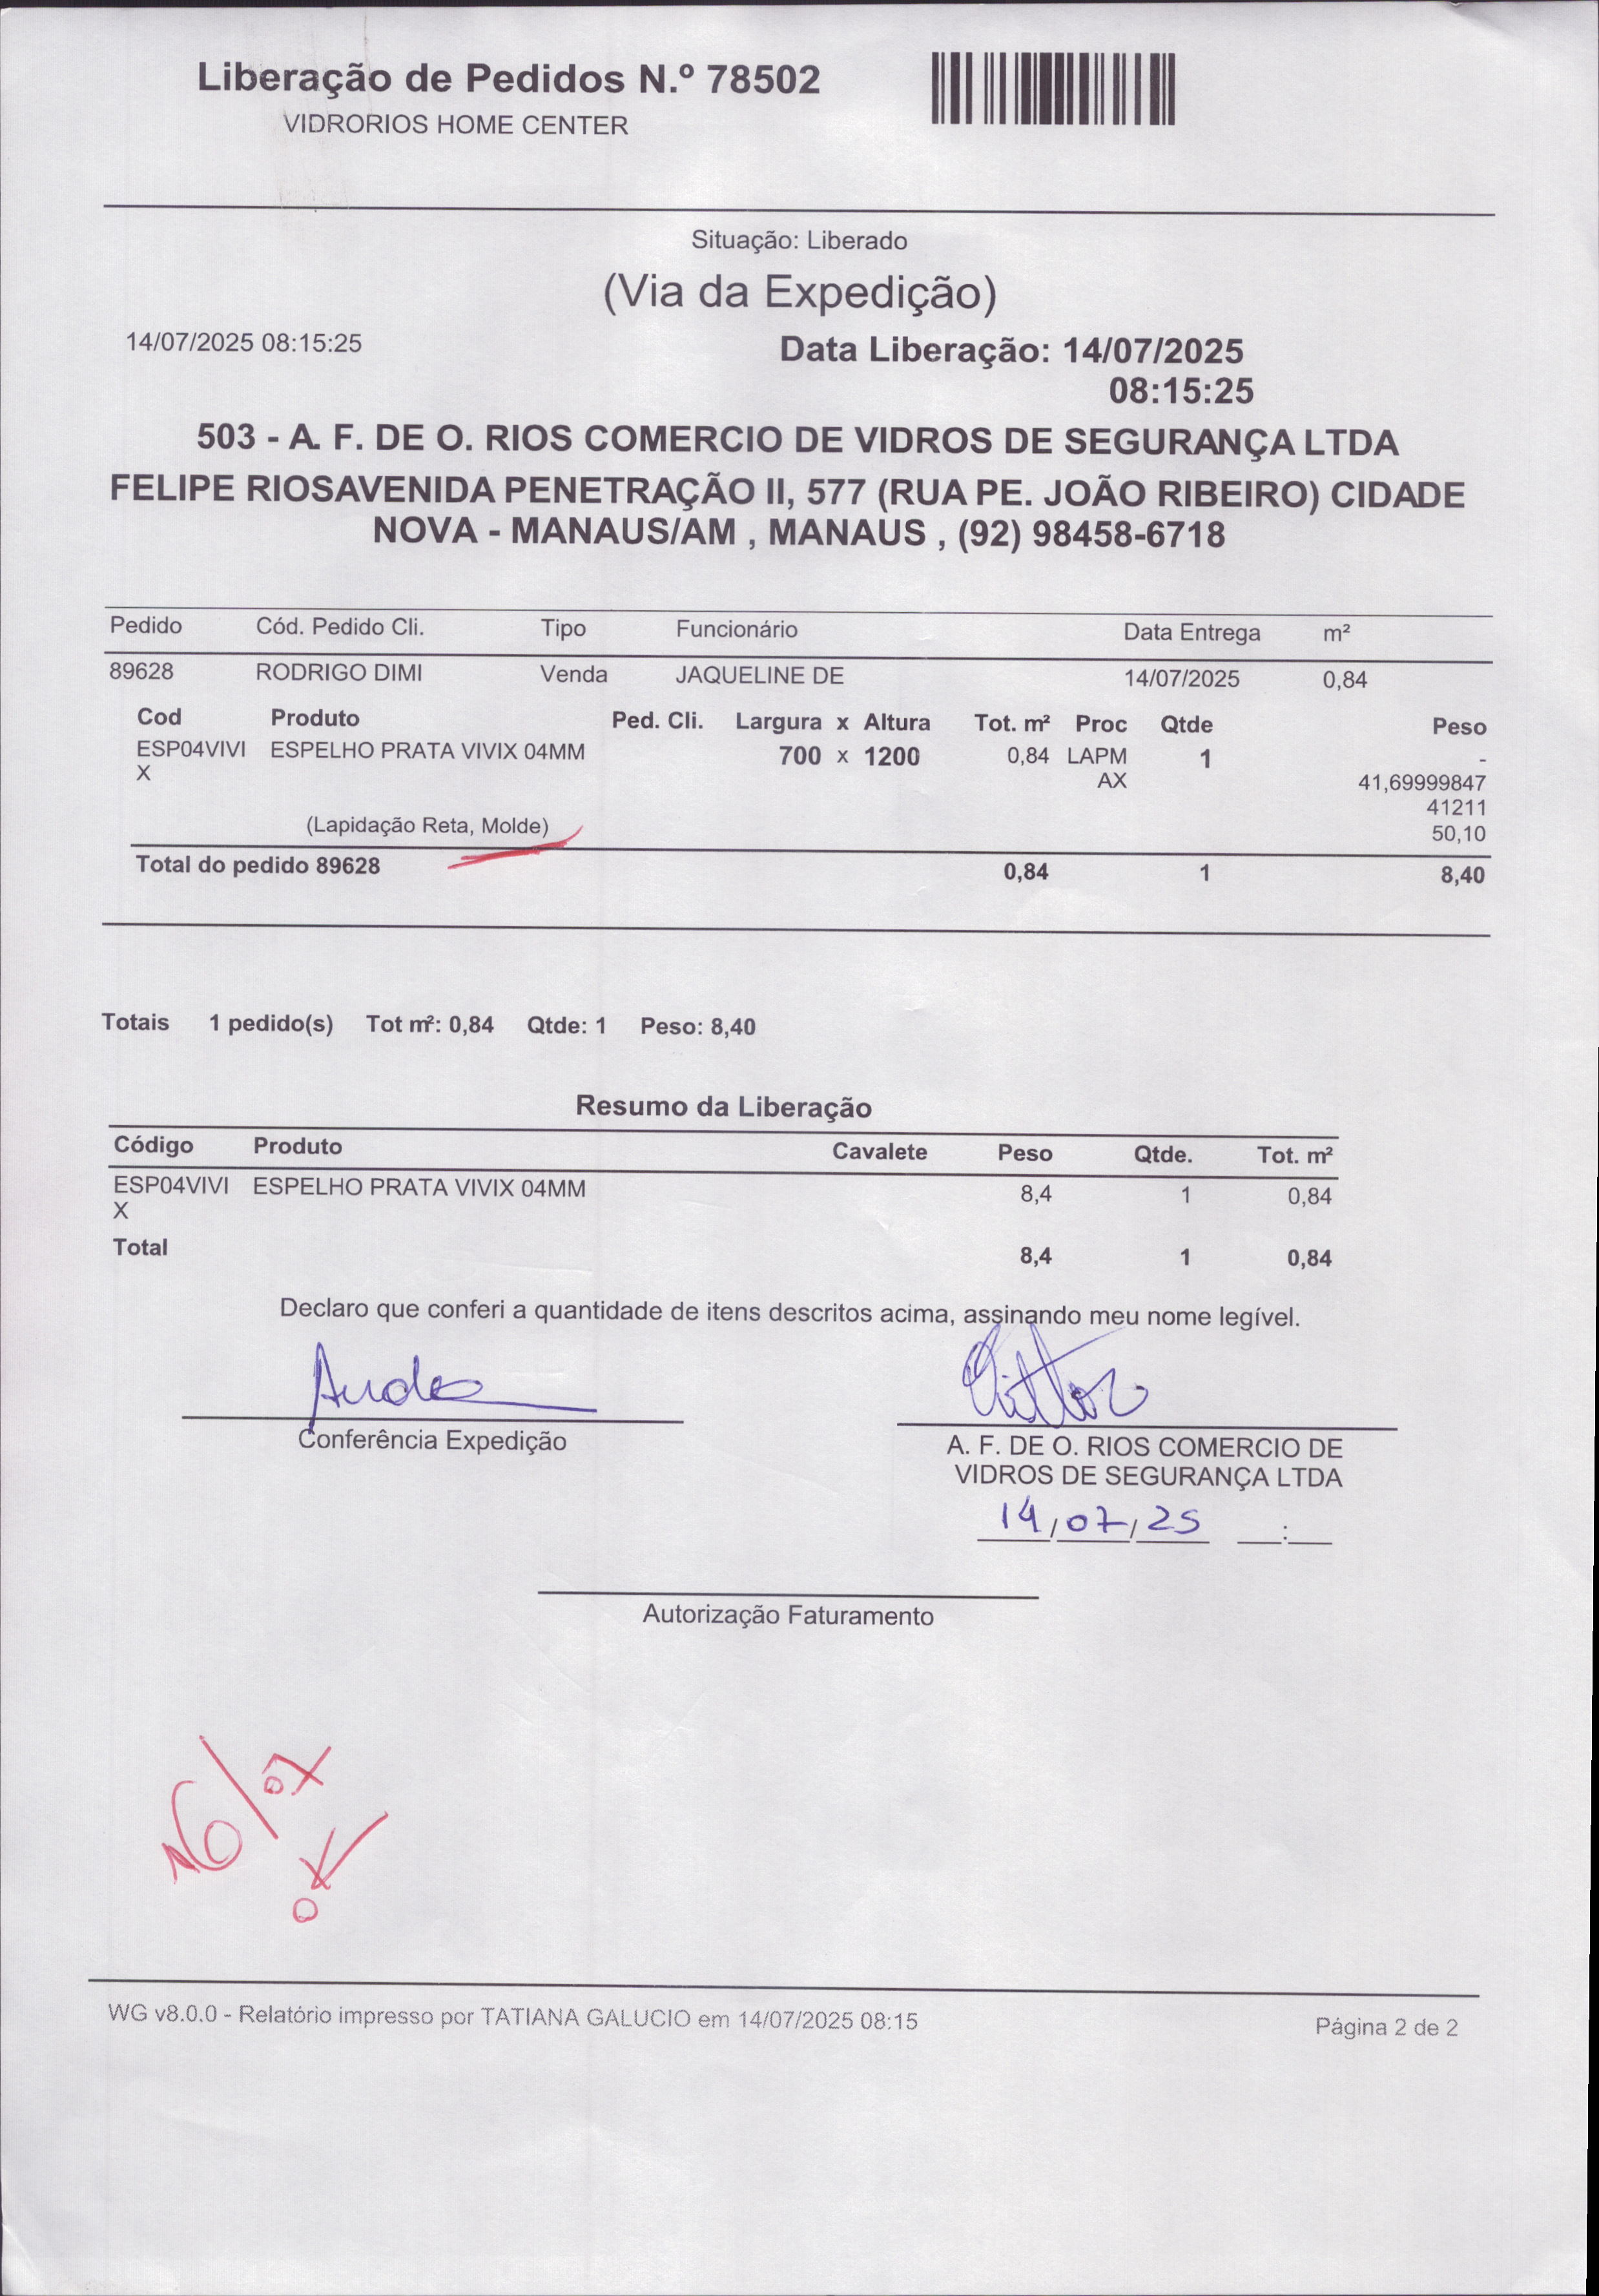 Liberação de Pedidos N.º 78502
VIDRORIOS HOME CENTER
Situação: Liberado
(Via da Expedição)
14/07/2025 08:15:25
Data Liberação: 14/07/2025
08:15:25
503 - A. F. DE O. RIOS COMERCIO DE VIDROS DE SEGURANÇA LTDA
FELIPE RIOSAVENIDA PENETRAÇÃO II, 577 (RUA PE. JOÃO RIBEIRO) CIDADE
NOVA - MANAUS/AM , MANAUS , (92) 98458-6718
Pedido Cód. Pedido Cli. Tipo Funcionário Data Entrega m²
89628 RODRIGO DIMI Venda JAQUELINE DE 14/07/2025 0,84
Cod Produto Ped. Cli. Largura x Altura Tot. m² Proc Qtde Peso
ESP04VIVI ESPELHO PRATA VIVIX 04MM 700 x 1200 0,84 LAPM 1 -
X AX 41,69999847
41211
(Lapidação Reta, Molde) 50,10
Total do pedido 89628 0,84 1 8,40
Totais 1 pedido(s) Tot m²: 0,84 Qtde: 1 Peso: 8,40
Resumo da Liberação
Código Produto Cavalete Peso Qtde. Tot. m²
ESP04VIVI ESPELHO PRATA VIVIX 04MM 8,4 1 0,84
X
Total 8,4 1 0,84
Declaro que conferi a quantidade de itens descritos acima, assinando meu nome legível.
Conferência Expedição
A. F. DE O. RIOS COMERCIO DE
VIDROS DE SEGURANÇA LTDA
14/07/25 __:__
Autorização Faturamento
16/07
WG v8.0.0 - Relatório impresso por TATIANA GALUCIO em 14/07/2025 08:15
Página 2 de 2